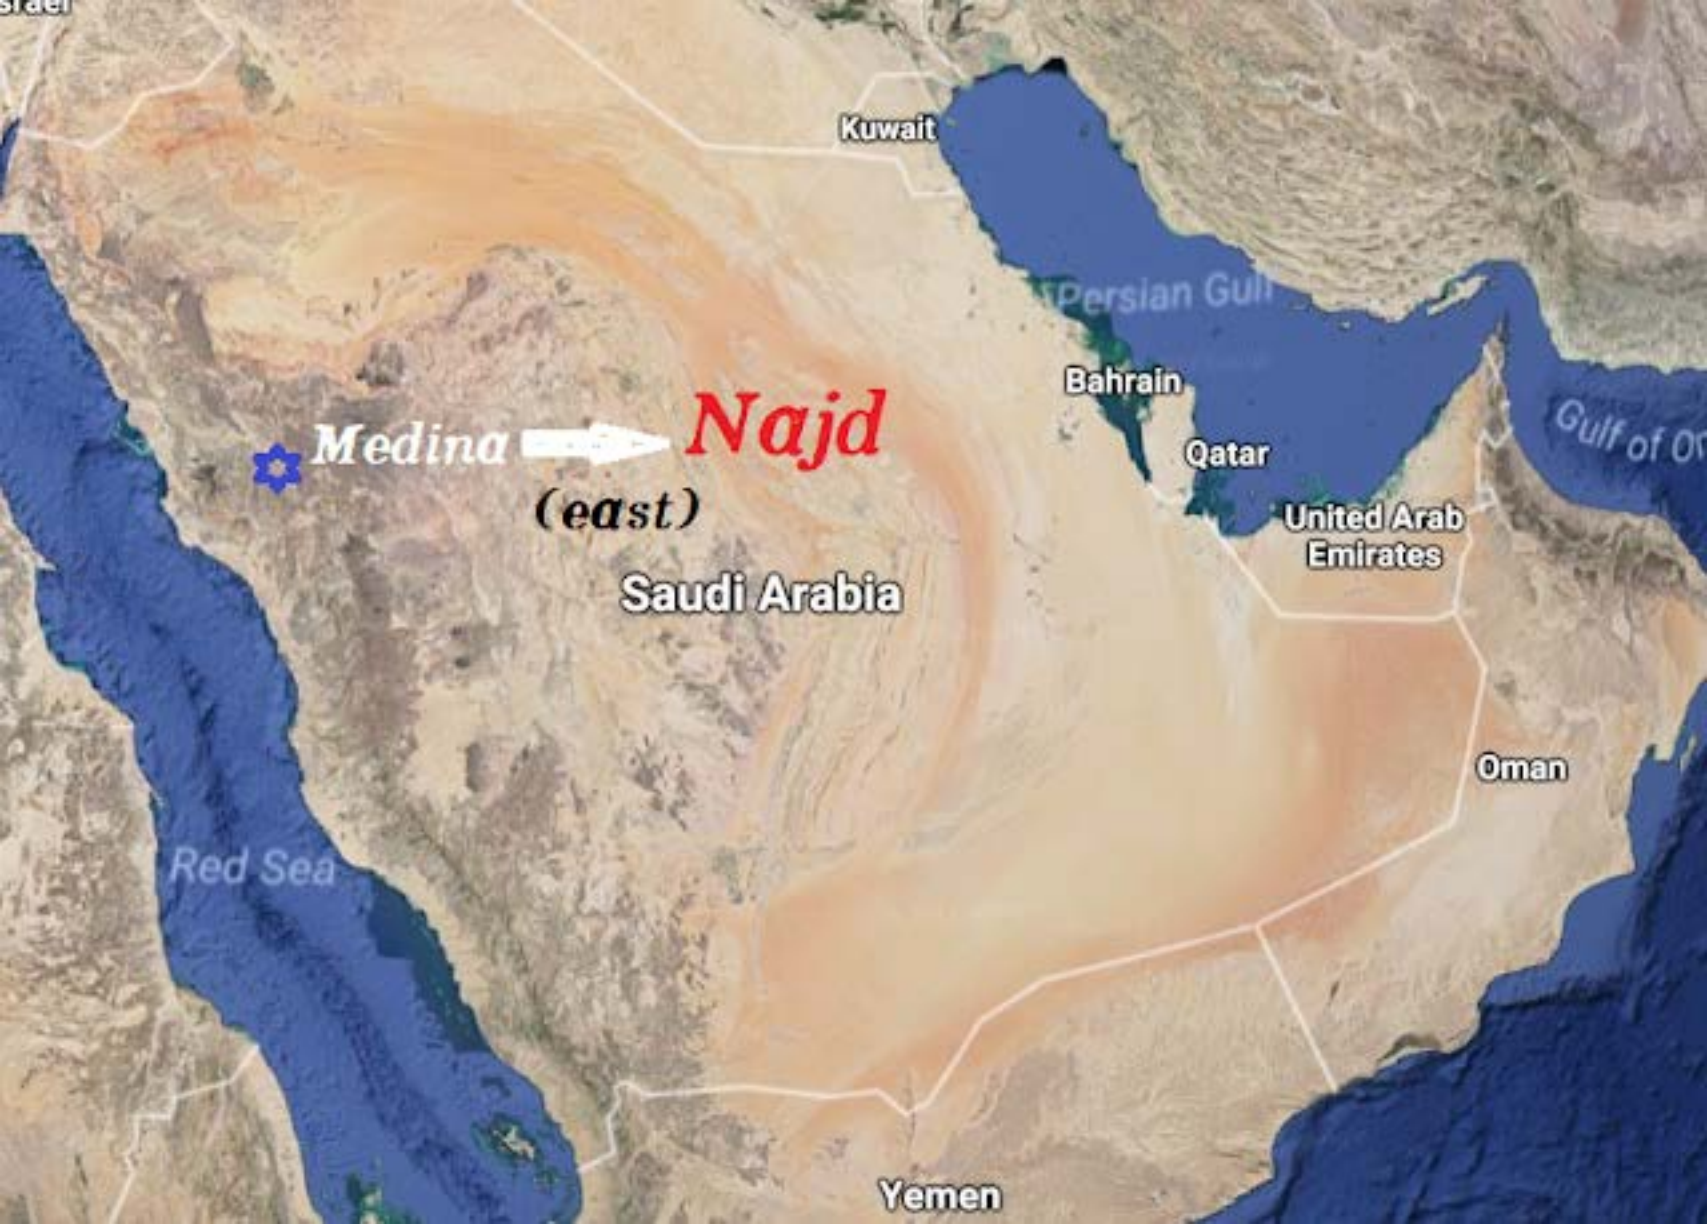 srael
Kuwait
Persian Gulf
Bahrain
Najd
Medina
Gulf of O
Qatar
(east)
United Arab
Emirates
Saudi Arabia
Oman
Red Sea
Yemen